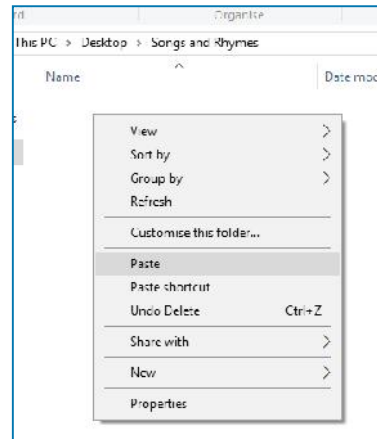 rd Organise
This PC > Desktop > Songs and Rhymes
Name Date mod
View >
Sort by >
Group by >
Refresh
Customise this folder...
Paste
Paste shortcut
Undo Delete Ctrl+Z
Share with >
New >
Properties